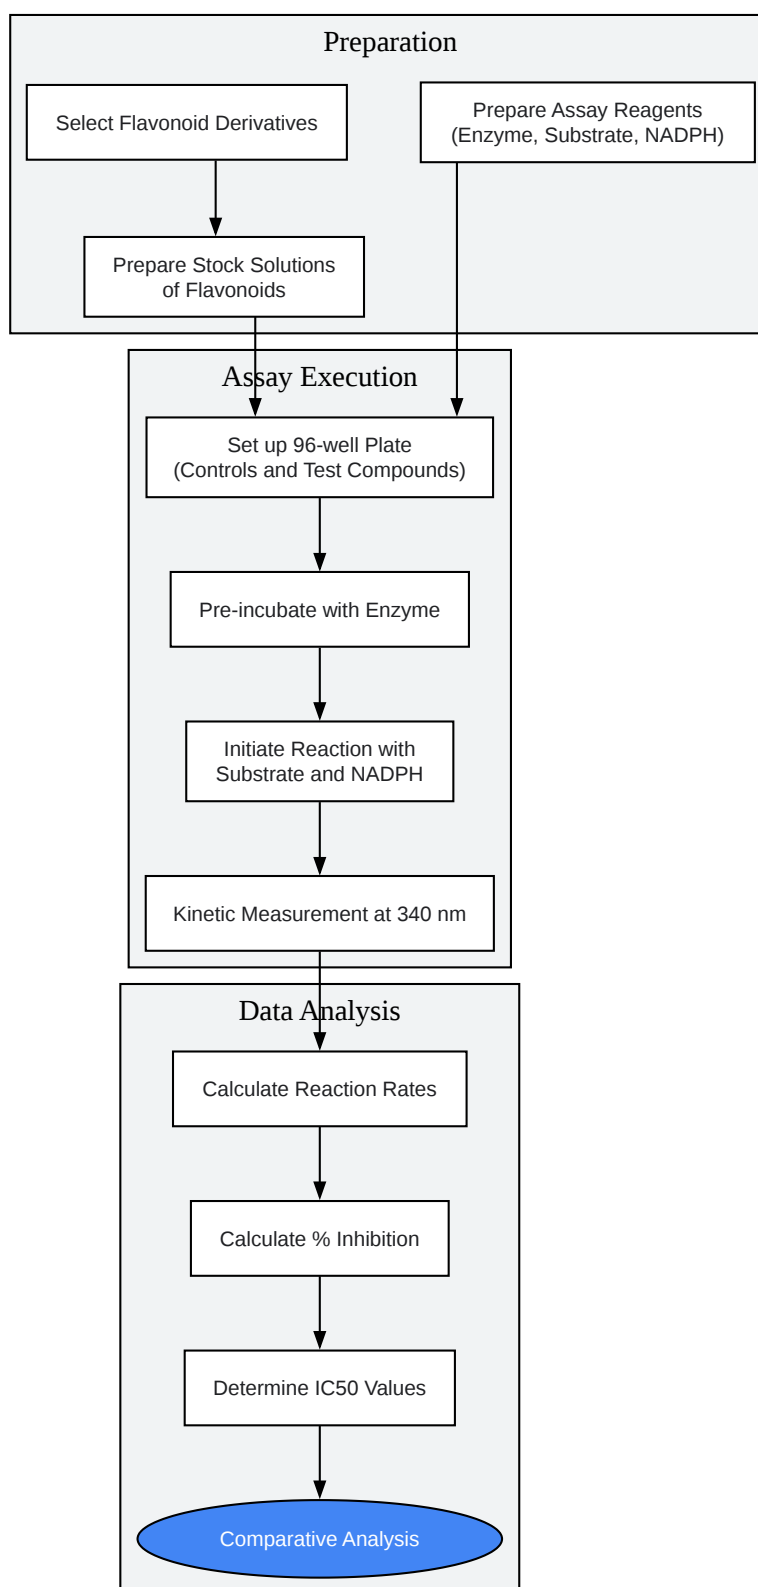 Preparation
Select Flavonoid Derivatives
Prepare Assay Reagents
(Enzyme, Substrate, NADPH)
Prepare Stock Solutions
of Flavonoids
Assay Execution
Set up 96-well Plate
(Controls and Test Compounds)
Pre-incubate with Enzyme
Initiate Reaction with
Substrate and NADPH
Kinetic Measurement at 340 nm
Data Analysis
Calculate Reaction Rates
Calculate % Inhibition
Determine IC50 Values
Comparative Analysis